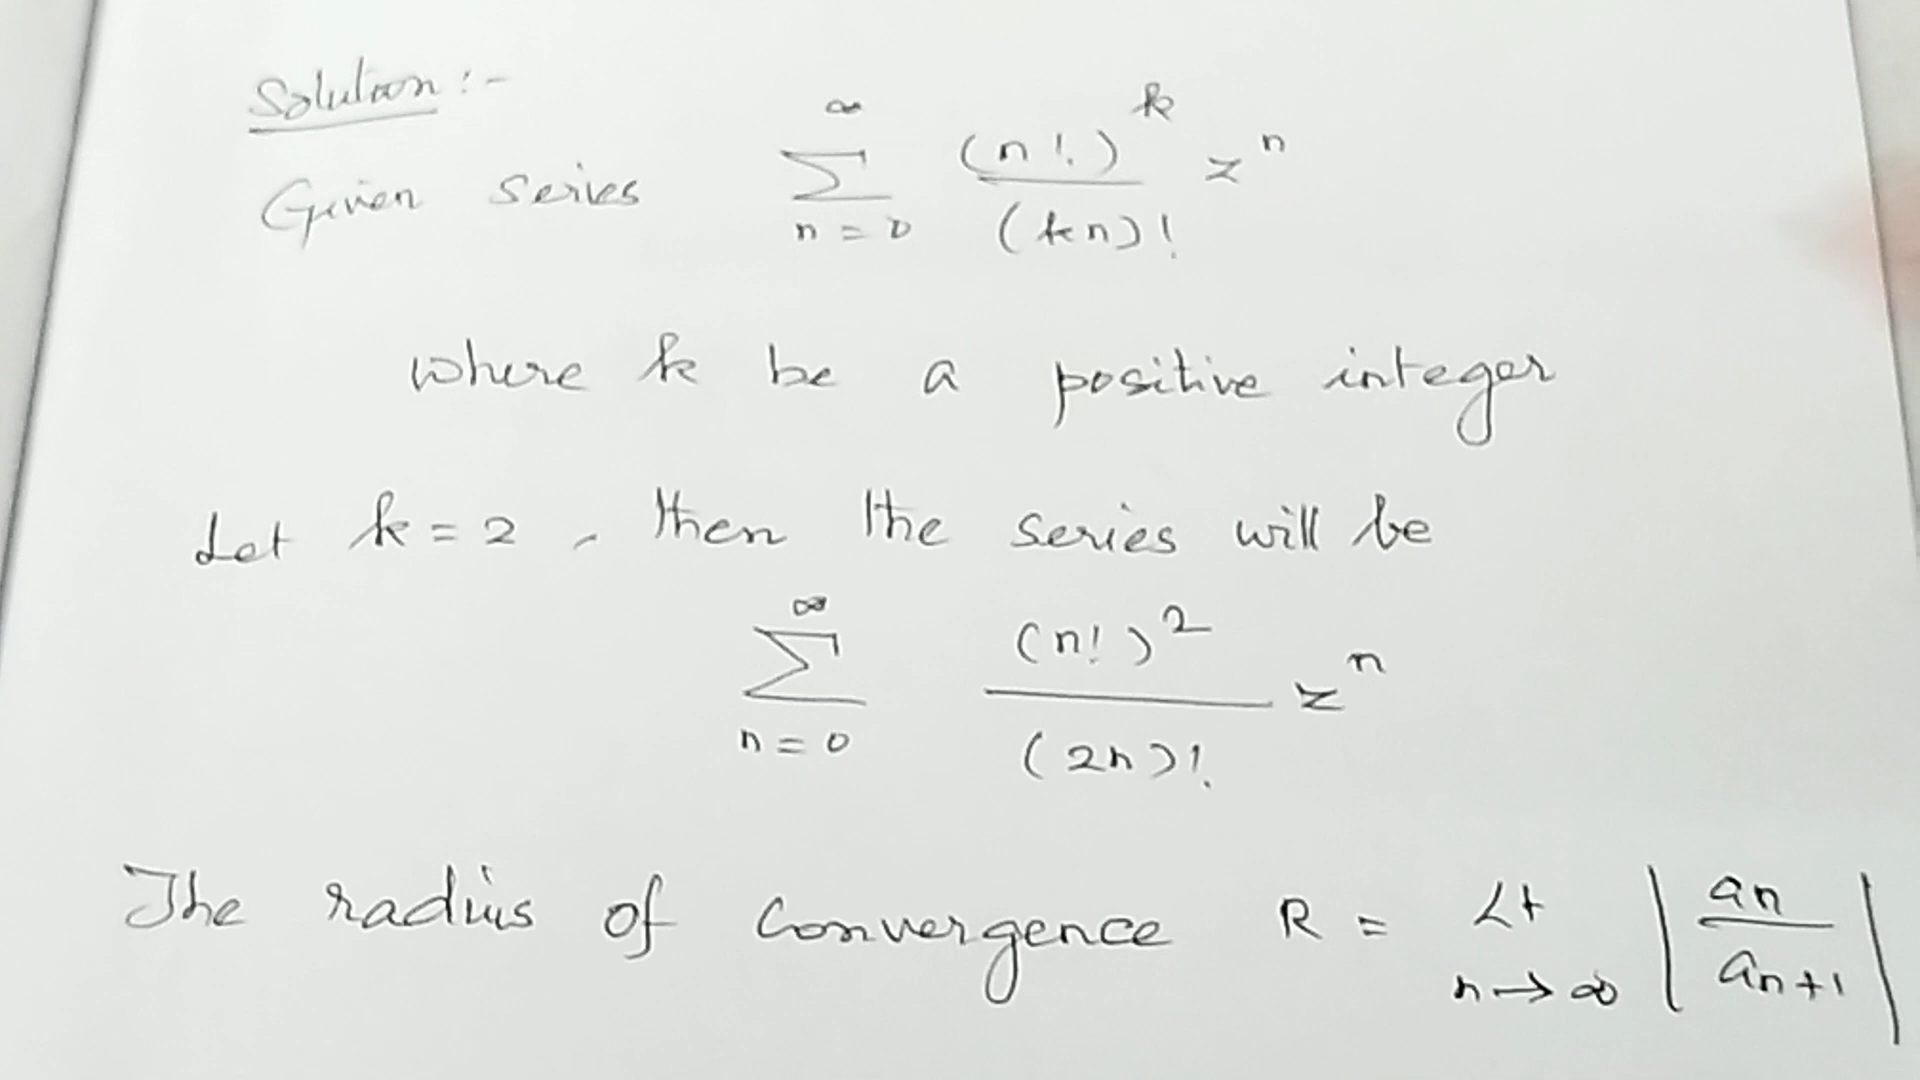 Solution :-
Given series ∑_{n=0}^{∞} (n!)^k / (kn)! z^n
where k be a positive integer
Let k = 2, then the series will be
∑_{n=0}^{∞} (n!)^2 / (2n)! z^n
The radius of convergence R = Lt_{n→∞} | a_n / a_{n+1} |